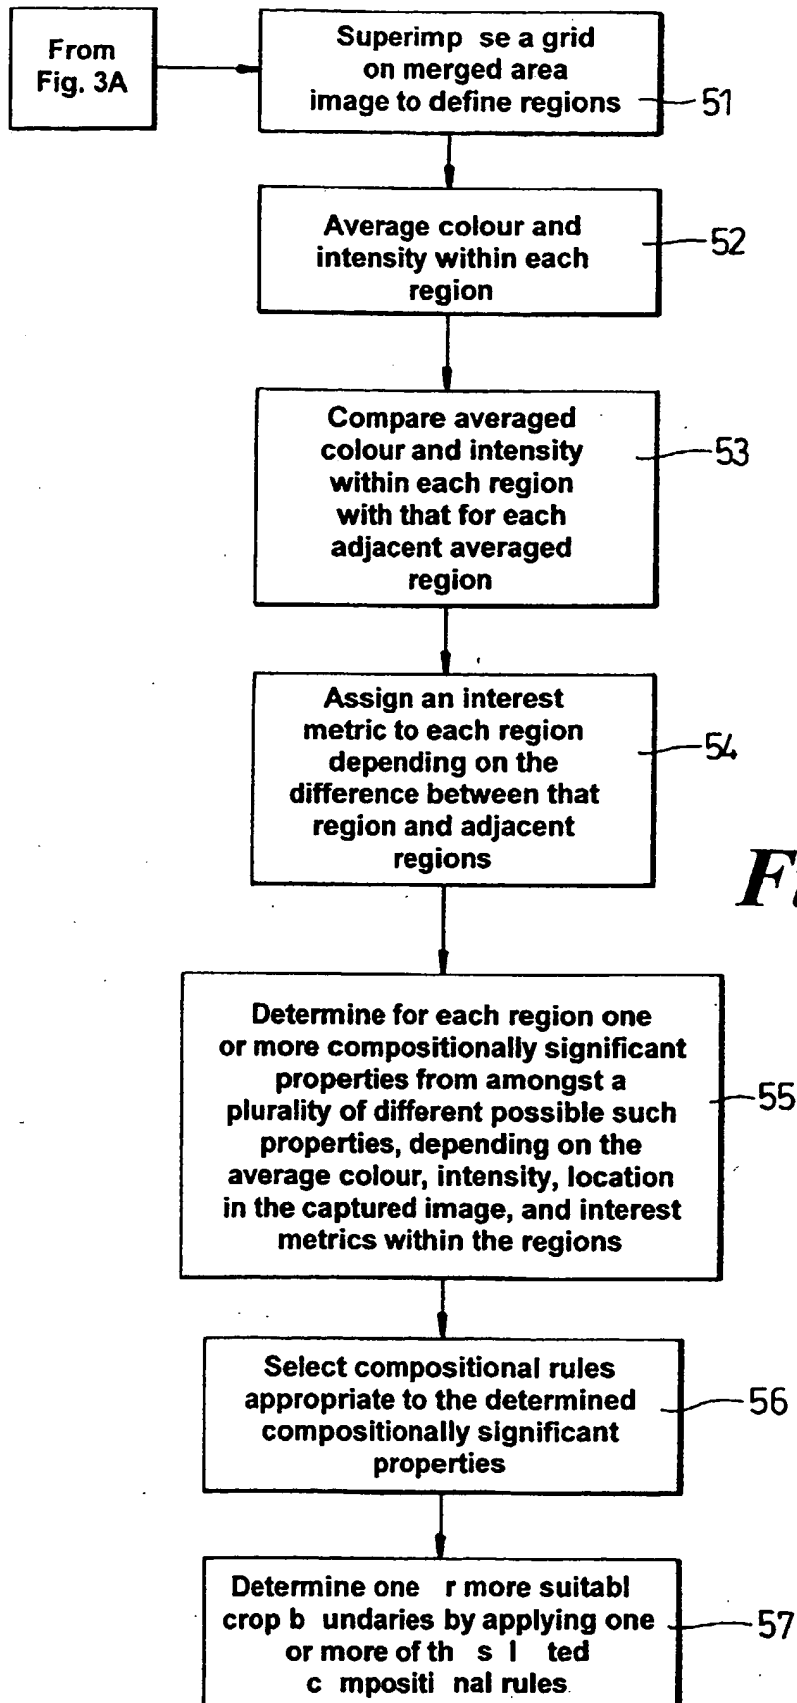 From
Fig. 3A
Superimp se a grid
on merged area
image to define regions
51
Average colour and
intensity within each
region
52
Compare averaged
colour and intensity
within each region
with that for each
adjacent averaged
region
53
Assign an interest
metric to each region
depending on the
difference between that
region and adjacent
regions
54
Determine for each region one
or more compositionally significant
properties from amongst a
plurality of different possible such
properties, depending on the
average colour, intensity, location
in the captured image, and interest
metrics within the regions
55
Select compositional rules
appropriate to the determined
compositionally significant
properties
56
Determine one r more suitabl
crop b undaries by applying one
or more of th s l ted
c mpositi nal rules
57